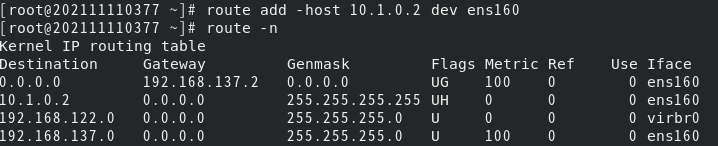 [root@202111110377 ~]# route add -host 10.1.0.2 dev ens160
[root@202111110377 ~]# route -n
Kernel IP routing table
Destination     Gateway         Genmask         Flags Metric Ref    Use Iface
0.0.0.0         192.168.137.2   0.0.0.0         UG    100    0        0 ens160
10.1.0.2        0.0.0.0         255.255.255.255 UH    0      0        0 ens160
192.168.122.0   0.0.0.0         255.255.255.0   U     0      0        0 virbr0
192.168.137.0   0.0.0.0         255.255.255.0   U     100    0        0 ens160